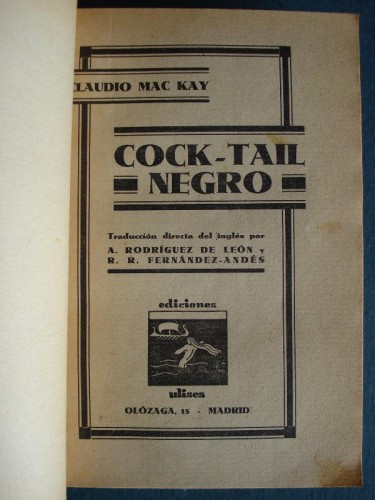 CLAUDIO MAC KAY
COCK-TAIL
NEGRO
Traducción directa del inglés por
A. RODRÍGUEZ DE LEÓN y
R. R. FERNÁNDEZ-ANDÉS
ediciones
ulises
OLÓZAGA, 15 - MADRID